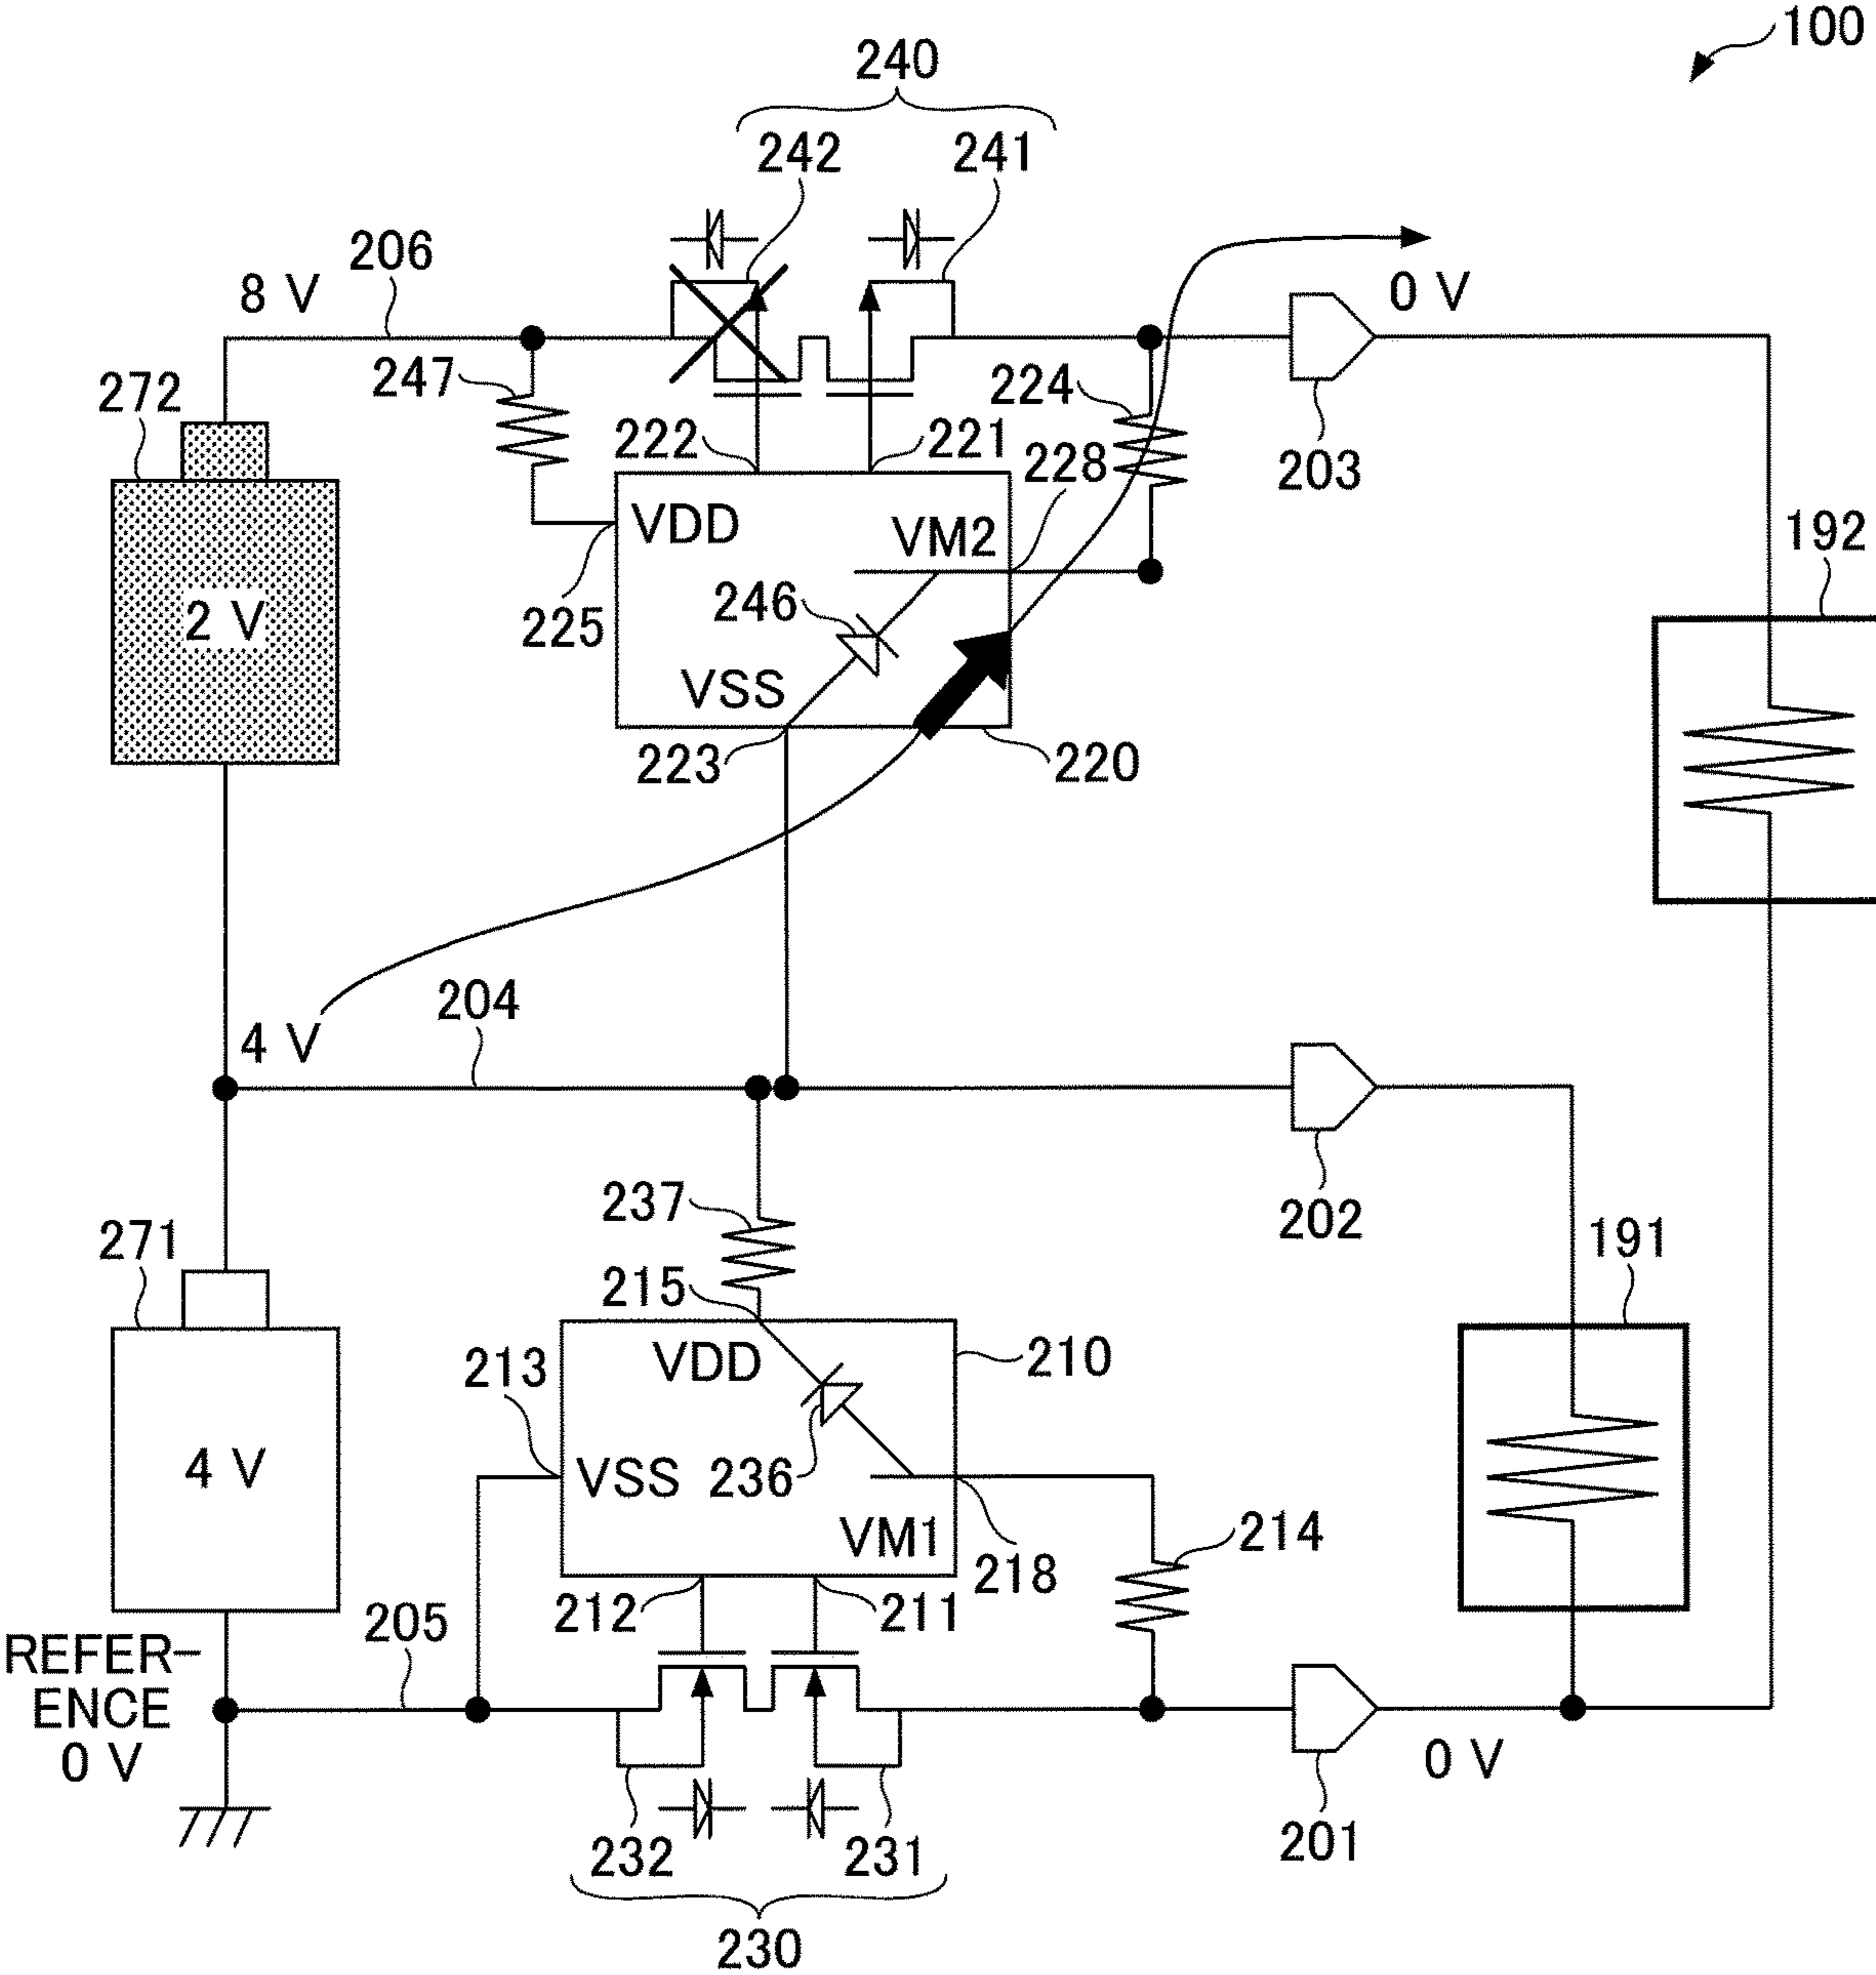 100
240
242
241
206
8 V
0 V
247
224
272
222
221
228
203
VDD
VM2
192
2 V
225
246
VSS
223
220
204
4 V
237
202
271
215
191
VDD
210
213
4 V
VSS
236
VM1
214
218
212
211
205
REFER-
ENCE
0 V
0 V
232
231
201
230